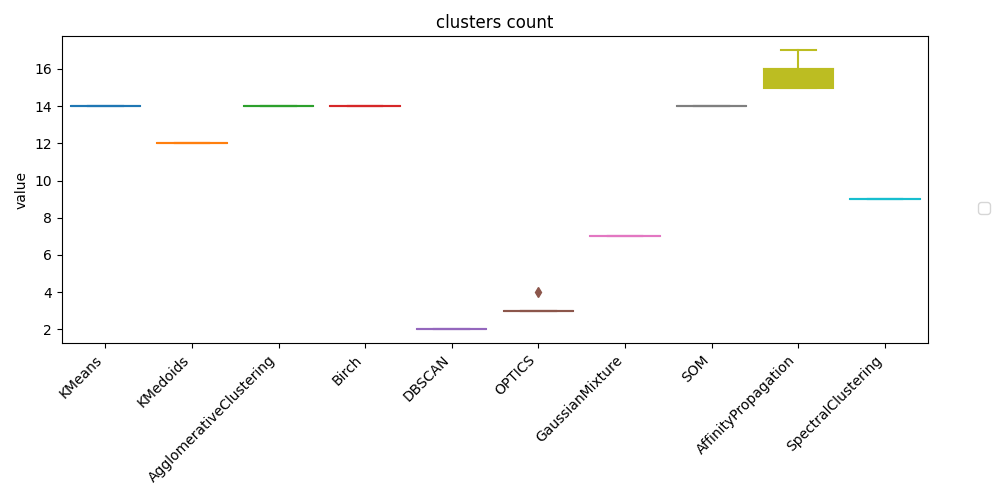 clusters count
value
16
14
12
10
8
6
4
2
KMeans
KMedoids
AgglomerativeClustering
Birch
DBSCAN
OPTICS
GaussianMixture
SOM
AffinityPropagation
SpectralClustering